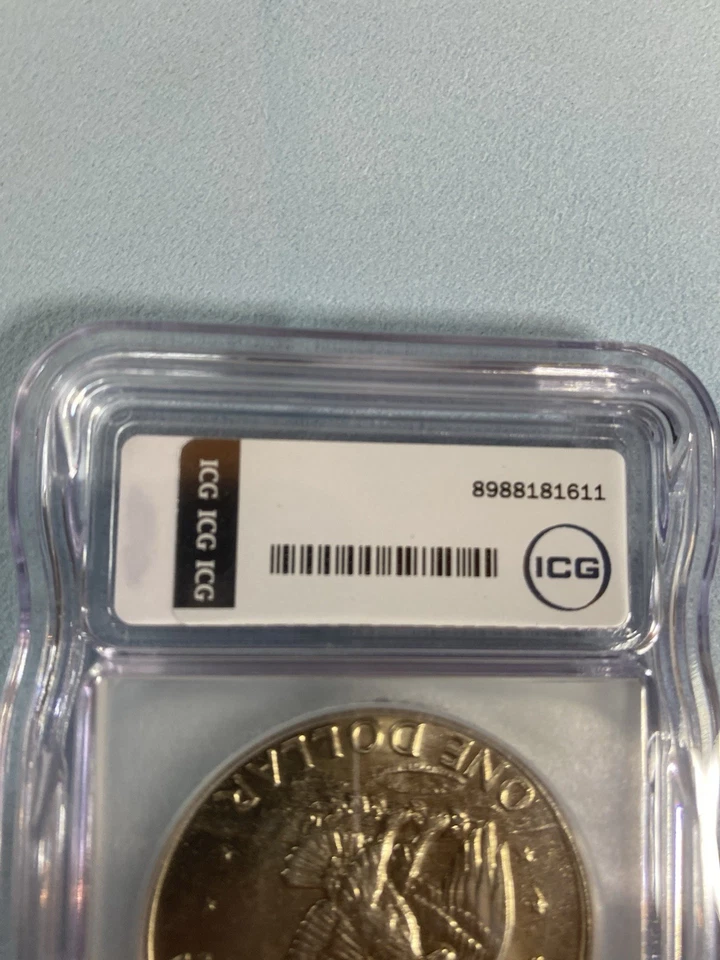 8988181611
ICG
ICG ICG ICG
ONE DOLLAR